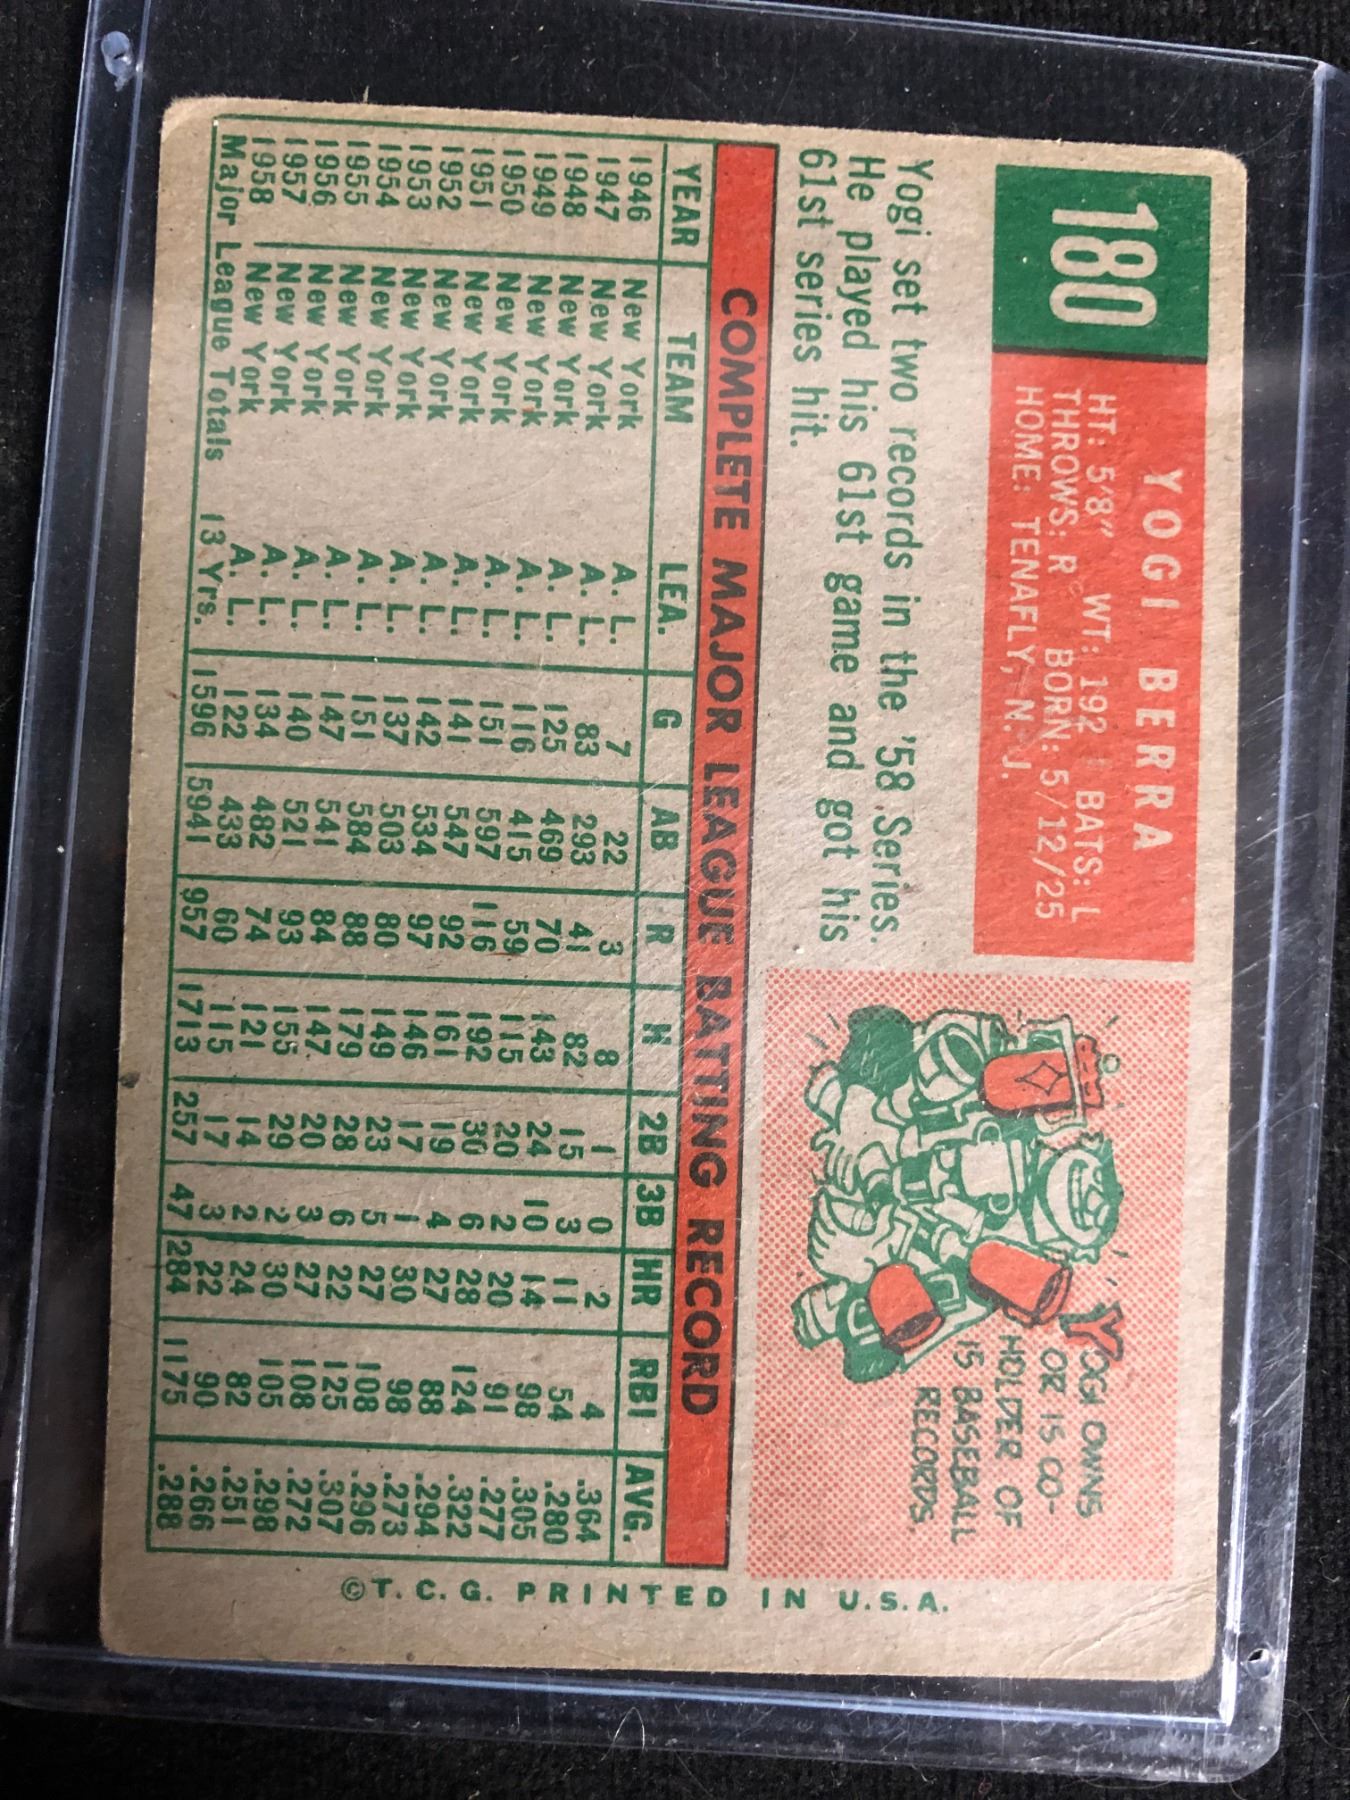 180
YOGI BERRA
HT: 5'8" WT: 192 BATS: L
THROWS: R BORN: 5/12/25
HOME: TENAFLY, N. J.
Yogi set two records in the '58 Series.
He played his 61st game and got his
61st series hit.
YOGI OWNS
OR IS CO-
HOLDER OF
15 BASEBALL
RECORDS.
COMPLETE MAJOR LEAGUE BATTING RECORD
YEAR TEAM LEA. G AB R H 2B 3B HR RBI AVG.
1946 New York A. L. 7 22 3 8 1 0 2 4 .364
1947 New York A. L. 83 293 41 82 15 3 11 54 .280
1948 New York A. L. 125 469 70 143 24 10 14 98 .305
1949 New York A. L. 116 415 59 115 20 2 20 91 .277
1950 New York A. L. 151 597 116 192 30 6 28 124 .322
1951 New York A. L. 141 547 92 161 19 4 27 88 .294
1952 New York A. L. 142 534 97 146 17 1 30 98 .273
1953 New York A. L. 137 503 80 149 23 5 27 108 .296
1954 New York A. L. 151 584 88 179 28 6 22 125 .307
1955 New York A. L. 147 541 84 147 20 3 27 108 .272
1956 New York A. L. 140 521 93 155 29 2 30 105 .298
1957 New York A. L. 134 482 74 121 14 2 24 82 .251
1958 New York A. L. 122 433 60 115 17 3 22 90 .266
Major League Totals 13 Yrs. 1596 5941 957 1713 257 47 284 1175 .288
©T.C.G. PRINTED IN U.S.A.